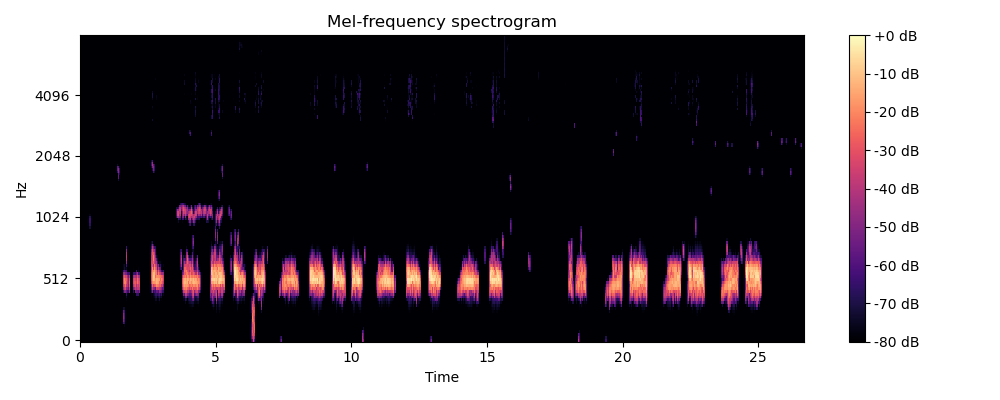 Mel-frequency spectrogram
Hz
4096
2048
1024
512
0
0 5 10 15 20 25
Time
+0 dB
-10 dB
-20 dB
-30 dB
-40 dB
-50 dB
-60 dB
-70 dB
-80 dB